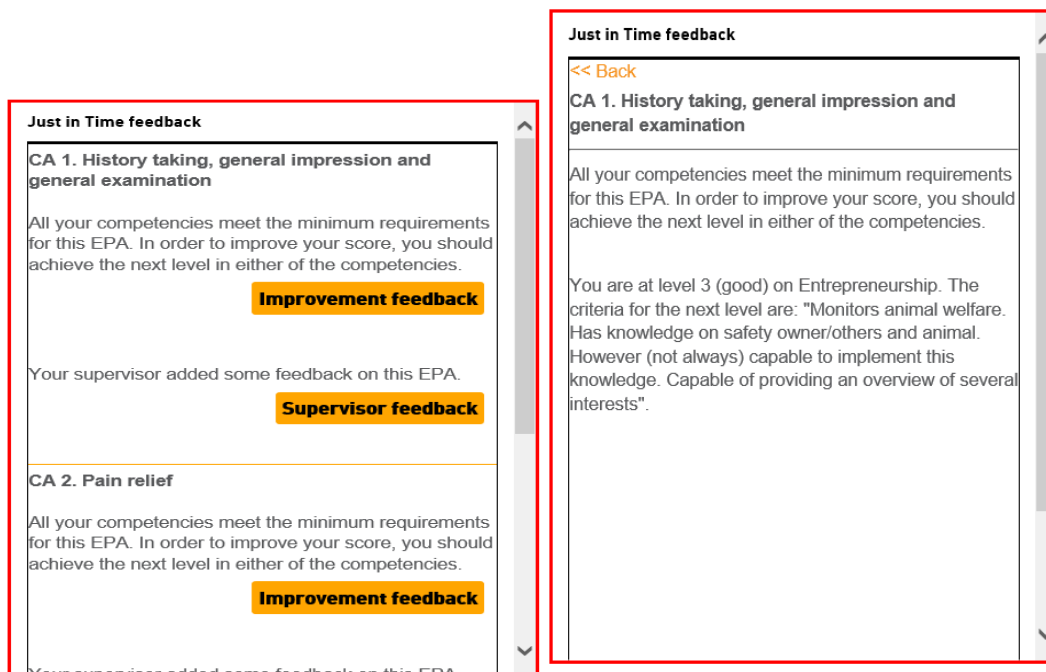 Just in Time feedback
CA 1. History taking, general impression and
general examination
All your competencies meet the minimum requirements
for this EPA. In order to improve your score, you should
achieve the next level in either of the competencies.
Improvement feedback
Your supervisor added some feedback on this EPA.
Supervisor feedback
CA 2. Pain relief
All your competencies meet the minimum requirements
for this EPA. In order to improve your score, you should
achieve the next level in either of the competencies.
Improvement feedback
Your supervisor added some feedback on this EPA.
Just in Time feedback
<< Back
CA 1. History taking, general impression and
general examination
All your competencies meet the minimum requirements
for this EPA. In order to improve your score, you should
achieve the next level in either of the competencies.
You are at level 3 (good) on Entrepreneurship. The
criteria for the next level are: "Monitors animal welfare.
Has knowledge on safety owner/others and animal.
However (not always) capable to implement this
knowledge. Capable of providing an overview of several
interests".